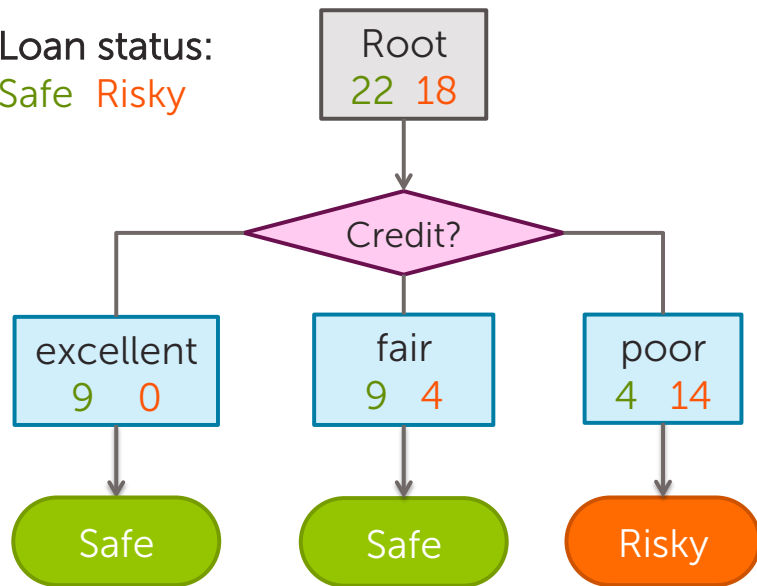 Loan status:
Safe Risky
Root
22 18
Credit?
excellent
9 0
fair
9 4
poor
4 14
Safe
Safe
Risky